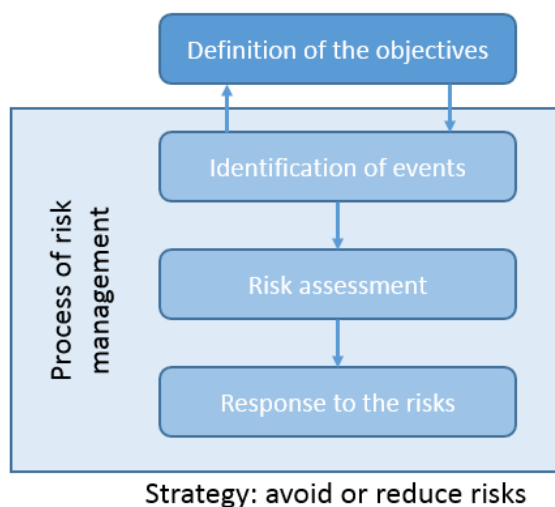 Definition of the objectives
Identification of events
Risk assessment
Response to the risks
Process of risk
management
Strategy: avoid or reduce risks